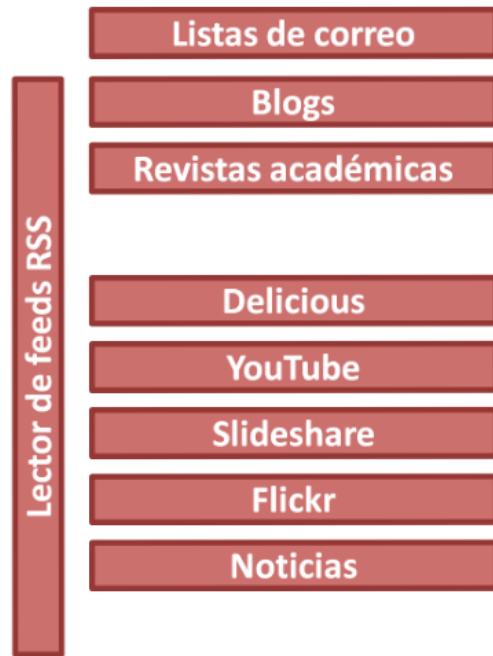 Listas de correo
Lector de feeds RSS
Blogs
Revistas académicas
Delicious
YouTube
Slideshare
Flickr
Noticias